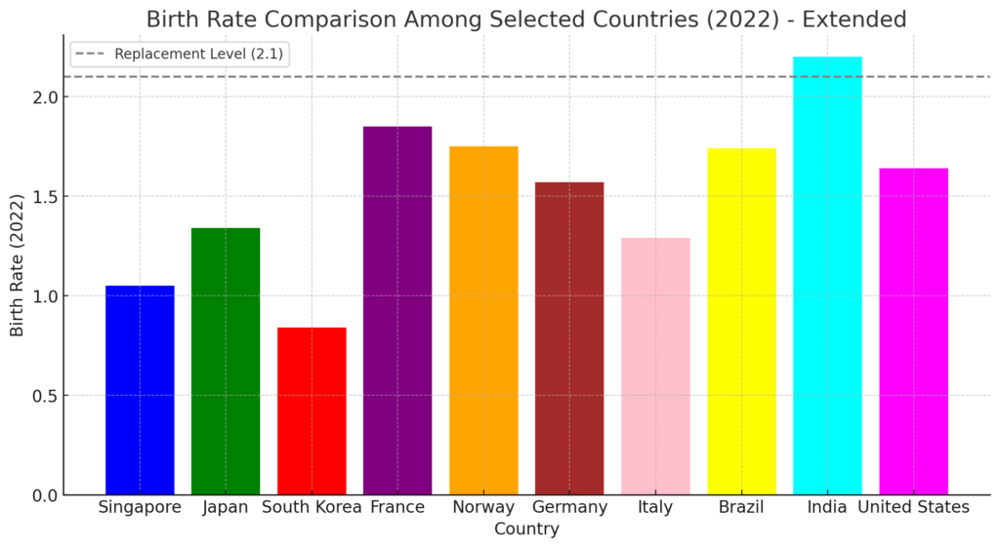 Birth Rate Comparison Among Selected Countries (2022) - Extended
Replacement Level (2.1)
Birth Rate (2022)
2.0
1.5
1.0
0.5
0.0
Singapore Japan South Korea France Norway Germany Italy Brazil India United States
Country